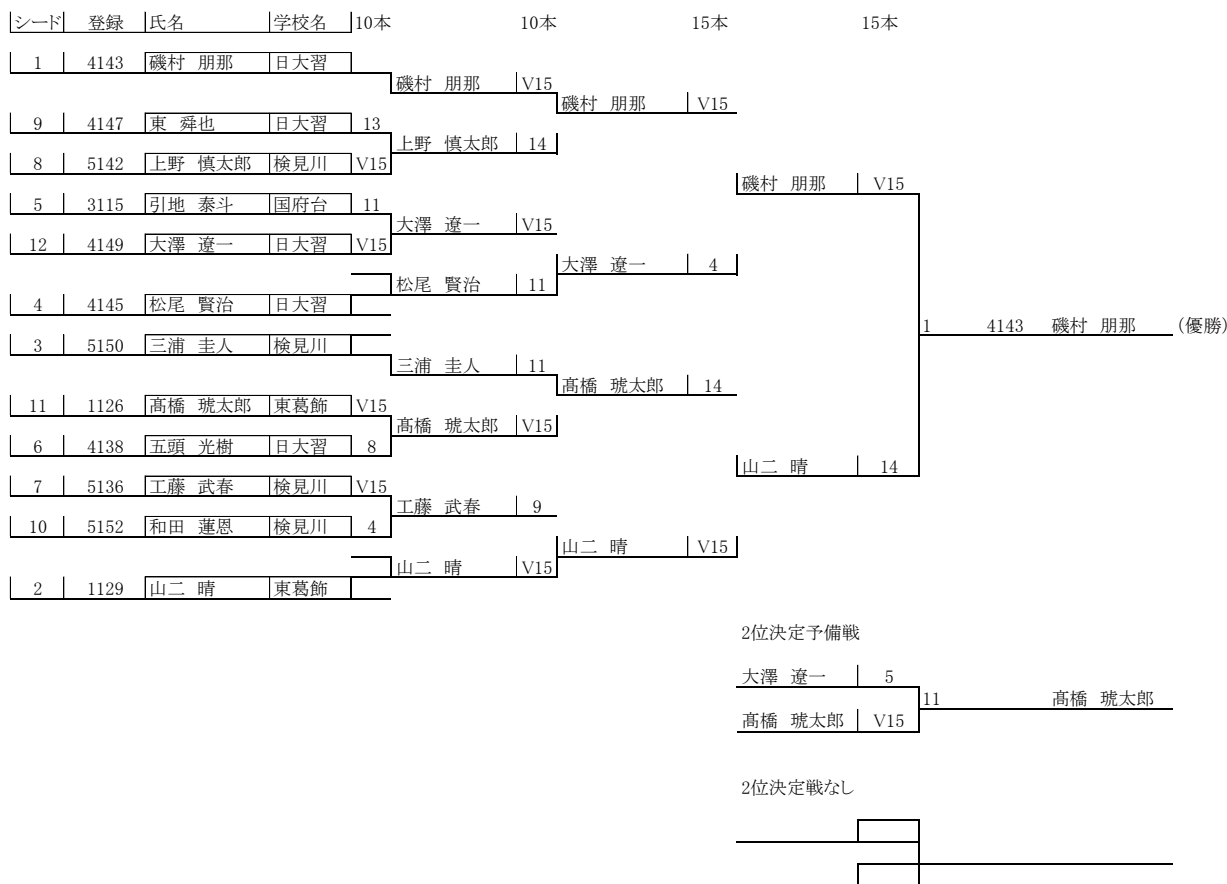 シード 登録 氏名 学校名 10本 10本 15本 15本
1 4143 磯村 朋那 日大習
磯村 朋那 V15
磯村 朋那 V15
9 4147 東 舜也 日大習 13
上野 慎太郎 14
8 5142 上野 慎太郎 検見川 V15
磯村 朋那 V15
5 3115 引地 泰斗 国府台 11
大澤 遼一 V15
12 4149 大澤 遼一 日大習 V15
大澤 遼一 4
松尾 賢治 11
4 4145 松尾 賢治 日大習
1 4143 磯村 朋那 (優勝)
3 5150 三浦 圭人 検見川
三浦 圭人 11
髙橋 琥太郎 14
11 1126 髙橋 琥太郎 東葛飾 V15
髙橋 琥太郎 V15
6 4138 五頭 光樹 日大習 8
山二 晴 14
7 5136 工藤 武春 検見川 V15
工藤 武春 9
10 5152 和田 蓮恩 検見川 4
山二 晴 V15
山二 晴 V15
2 1129 山二 晴 東葛飾
2位決定予備戦
大澤 遼一 5
11 髙橋 琥太郎
髙橋 琥太郎 V15
2位決定戦なし